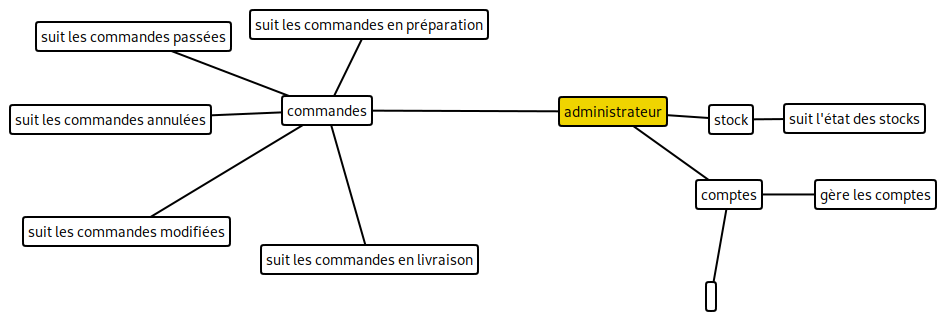 suit les commandes en préparation
suit les commandes passées
commandes
administrateur
suit les commandes annulées
stock
suit l'état des stocks
comptes
gère les comptes
suit les commandes modifiées
suit les commandes en livraison